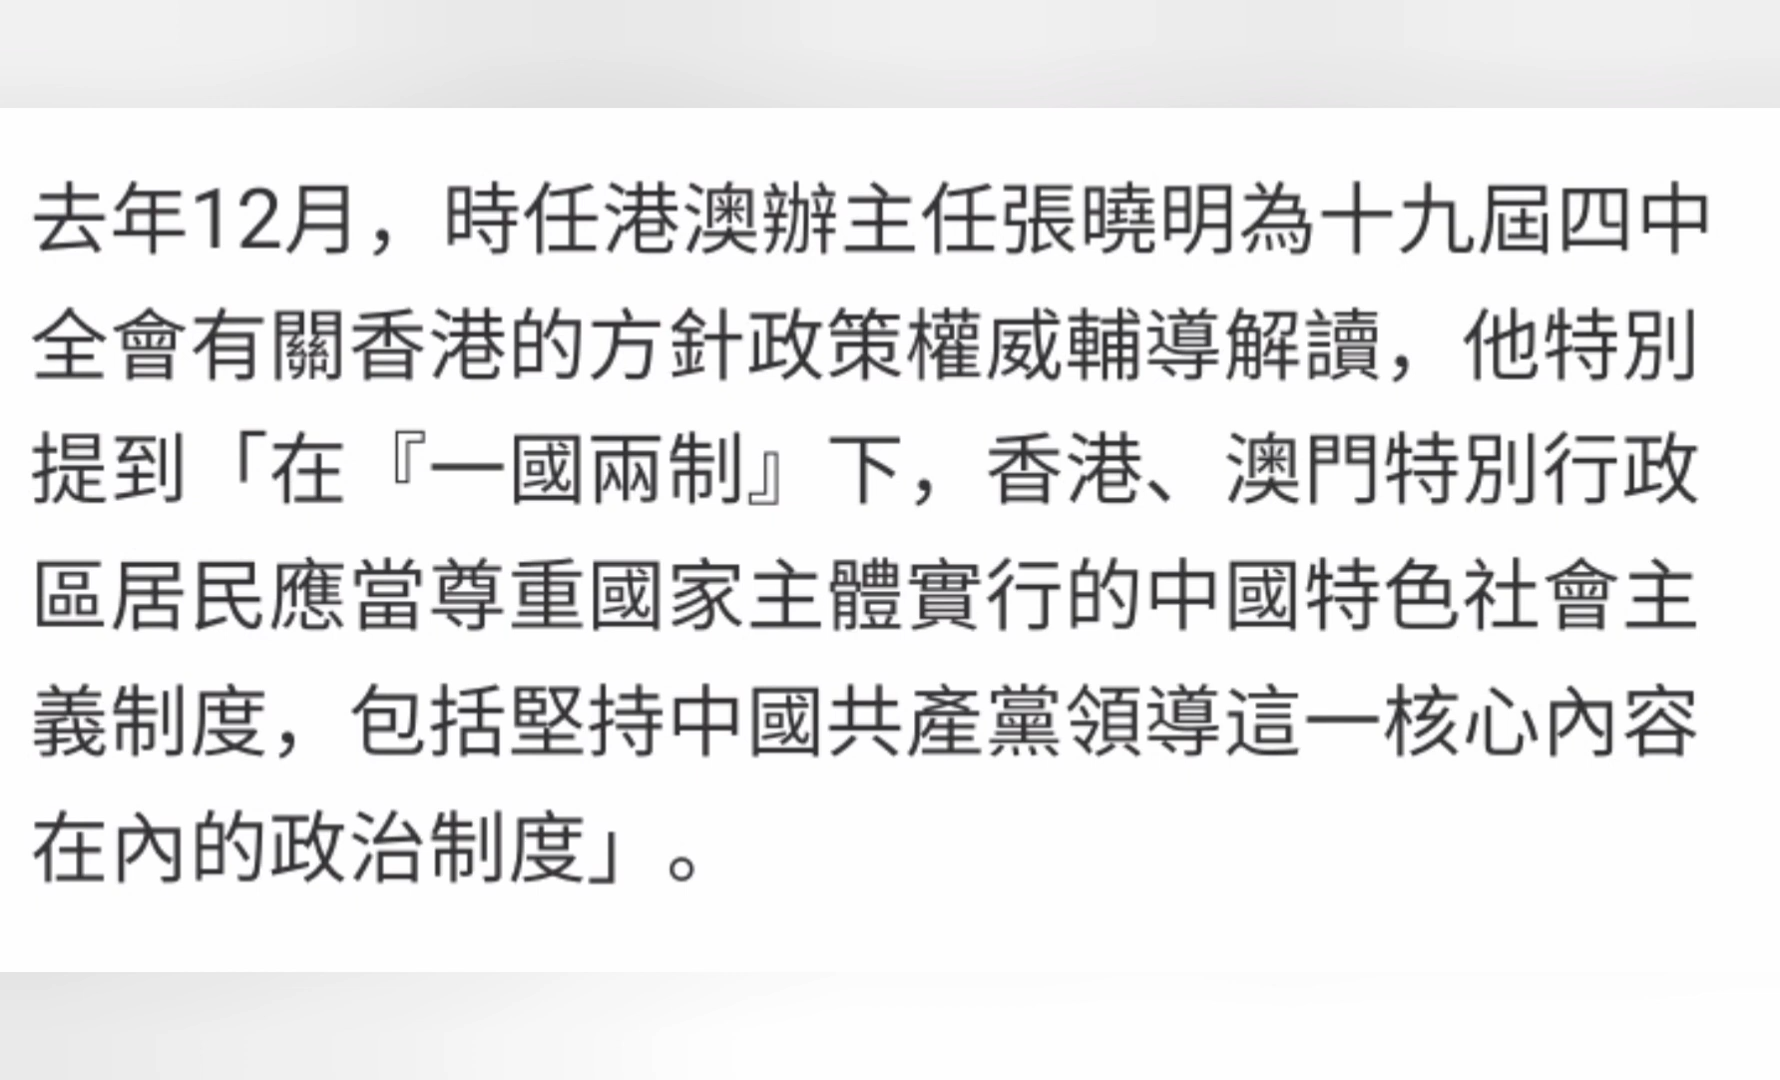 去年12月，時任港澳辦主任張曉明為十九屆四中
全會有關香港的方針政策權威輔導解讀，他特別
提到「在『一國兩制』下，香港、澳門特別行政
區居民應當尊重國家主體實行的中國特色社會主
義制度，包括堅持中國共產黨領導這一核心內容
在內的政治制度」。